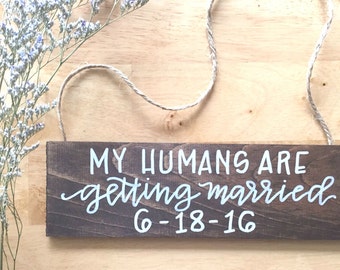 MY HUMANS ARE
getting married
6-18-16